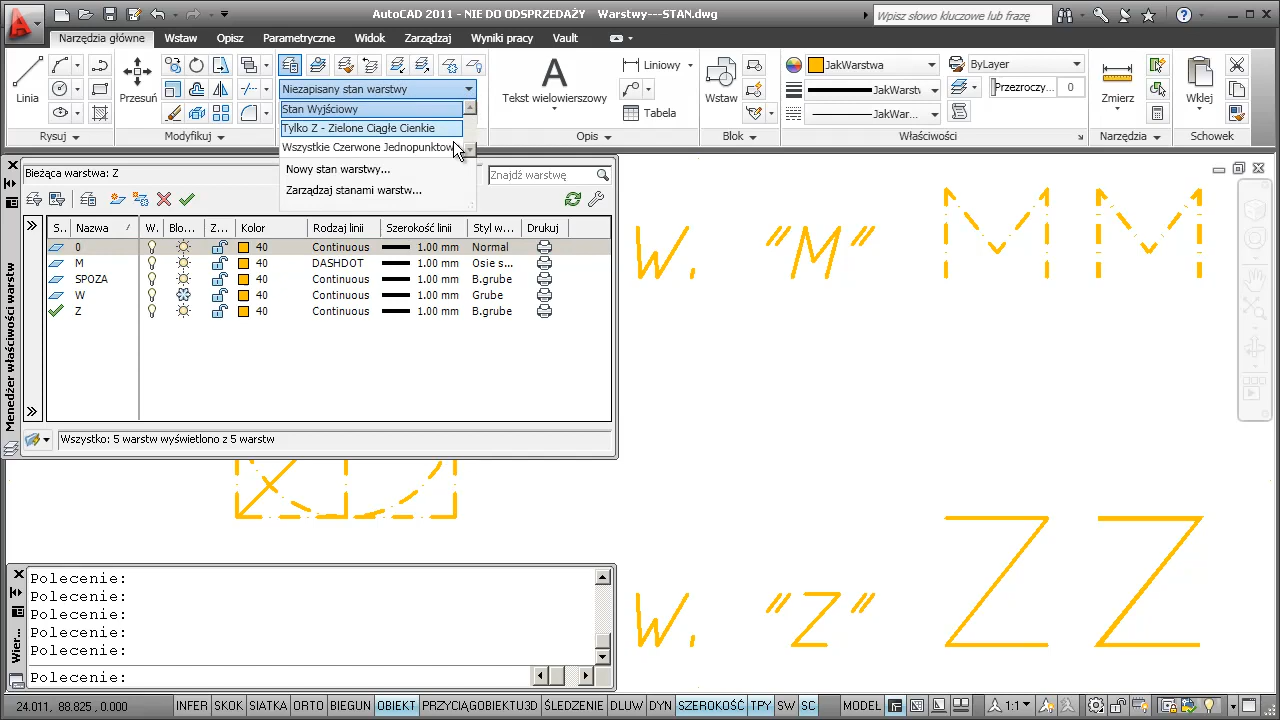 AutoCAD 2011 - NIE DO ODSPRZEDAŻY Warstwy---STAN.dwg
Wpisz słowo kluczowe lub frazę
Narzędzia główne Wstaw Opisz Parametryczne Widok Zarządzaj Wyniki pracy Vault
Linia
Przesuń
Tekst wielowierszowy
Liniowy
Tabela
Wstaw
JakWarstwa
JakWarstv
JakWar...
ByLayer
Przezroczy... 0
Zmierz
Wklej
Rysuj Modyfikuj Opis Blok Właściwości Narzędzia Schowek
Niezapisany stan warstwy
Stan Wyjściowy
Tylko Z - Zielone Ciągłe Cienkie
Wszystkie Czerwone Jednopunktow
Nowy stan warstwy...
Zarządzaj stanami warstw...
Bieżąca warstwa: Z
Znajdź warstwę
S.. Nazwa W. Blo... Z... Kolor Rodzaj linii Szerokość linii Styl w... Drukuj
0 40 Continuous 1.00 mm Normal
M 40 DASHDOT 1.00 mm Osie s...
SPOZA 40 Continuous 1.00 mm B.grube
W 40 Continuous 1.00 mm Grube
Z 40 Continuous 1.00 mm B.grube
Wszystko: 5 warstw wyświetlono z 5 warstw
Menedżer właściwości warstw
W. "M" M M
W. "Z" Z Z
Polecenie:
Polecenie:
Polecenie:
Polecenie:
Polecenie:
Polecenie:
Wier...
24.011, 88.825, 0.000 INFER SKOK SIATKA ORTO BIEGUN OBIEKT PRZYCIĄGOBIEKTU3D ŚLEDZENIE DLUW DYN SZEROKOŚĆ TPY SW SC MODEL 1:1